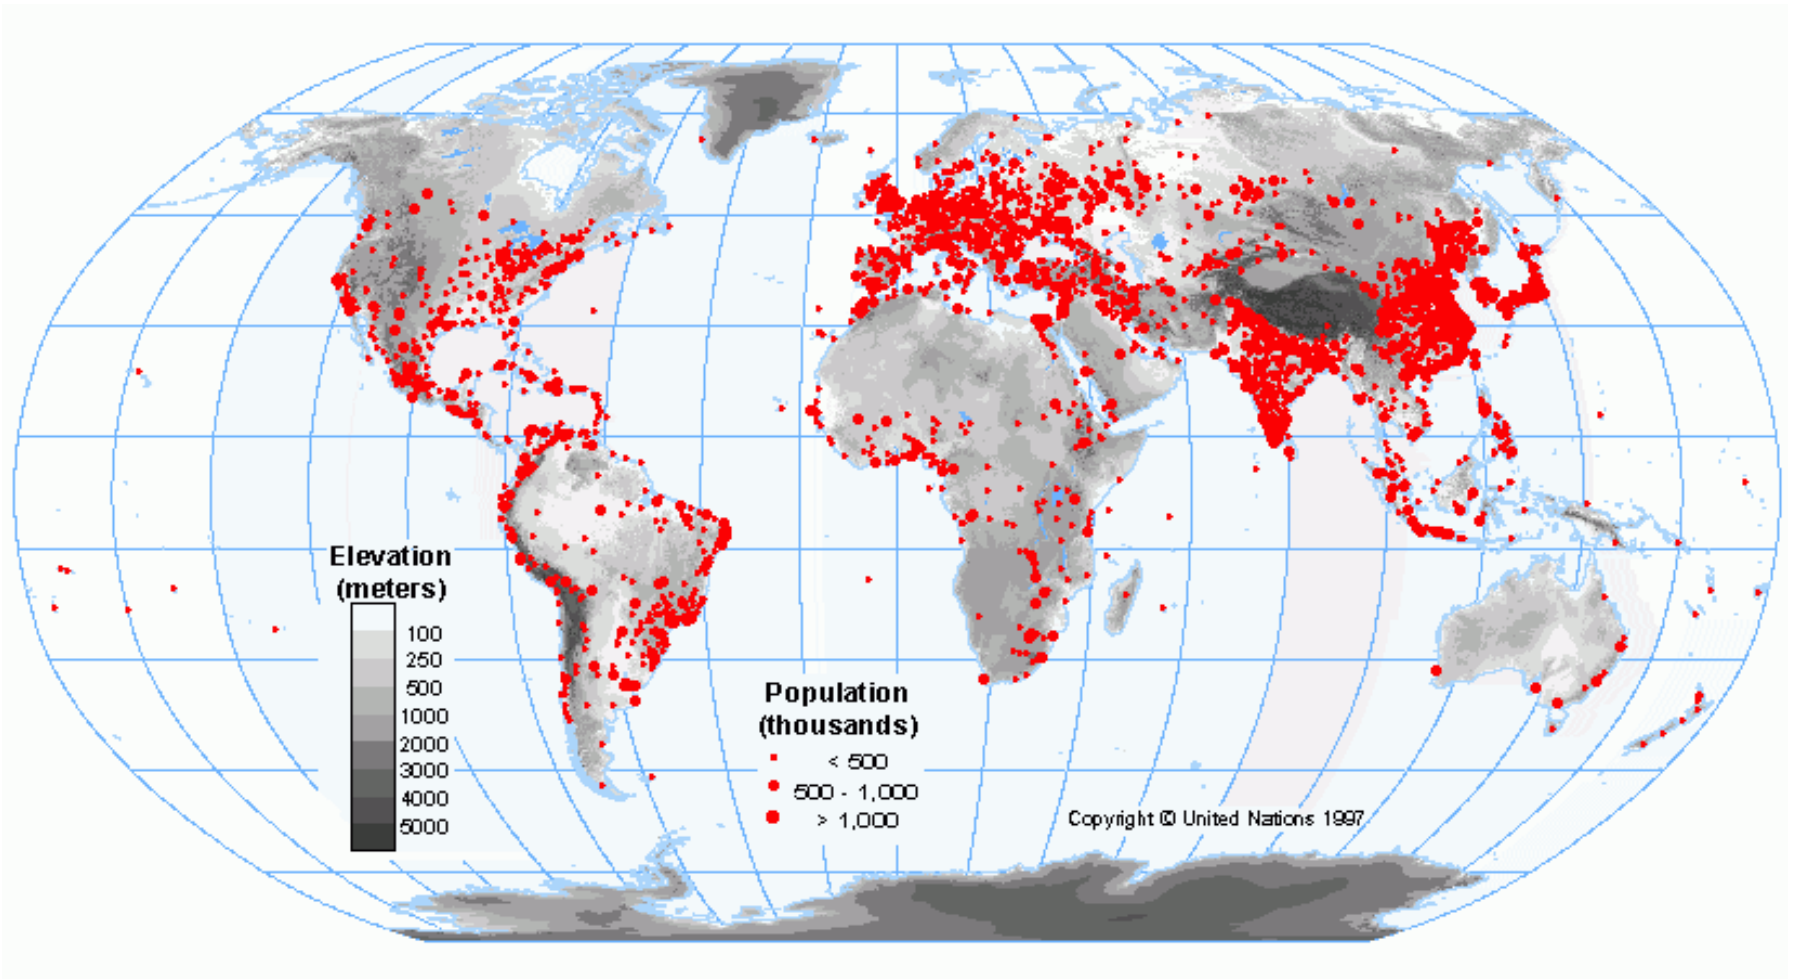 Elevation
(meters)
100
250
500
1000
2000
3000
4000
5000
Population
(thousands)
< 500
500 - 1,000
> 1,000
Copyright © United Nations 1997